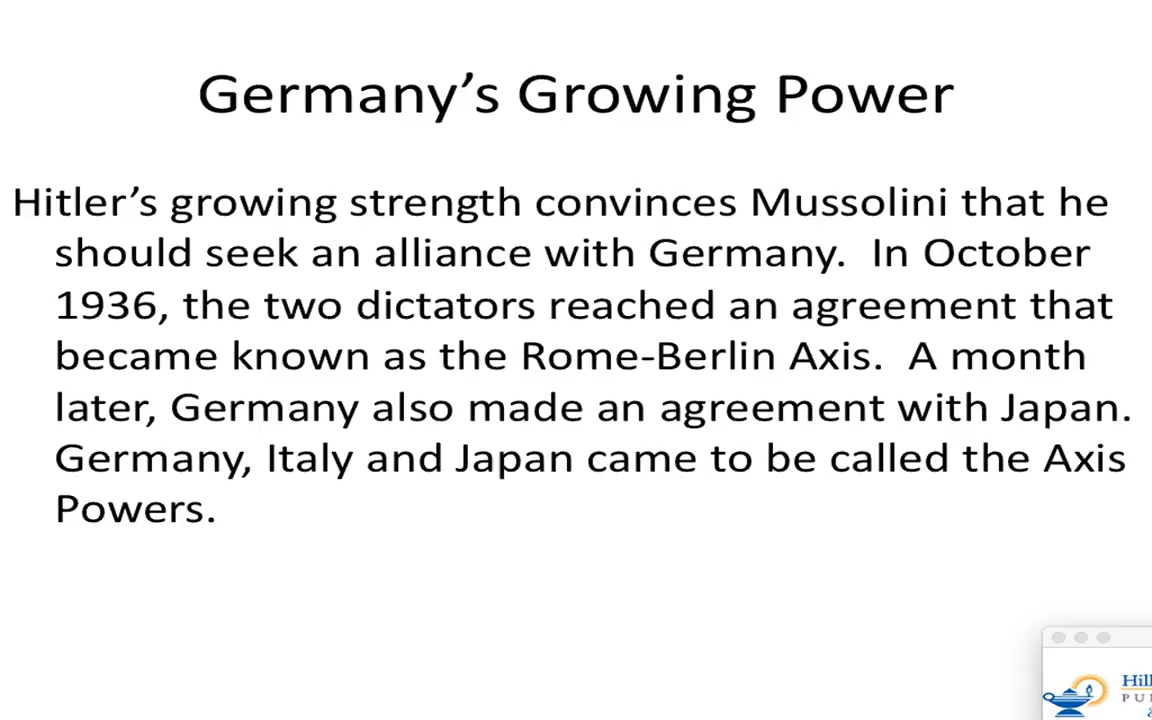 Germany’s Growing Power
Hitler’s growing strength convinces Mussolini that he
should seek an alliance with Germany.  In October
1936, the two dictators reached an agreement that
became known as the Rome-Berlin Axis.  A month
later, Germany also made an agreement with Japan.
Germany, Italy and Japan came to be called the Axis
Powers.